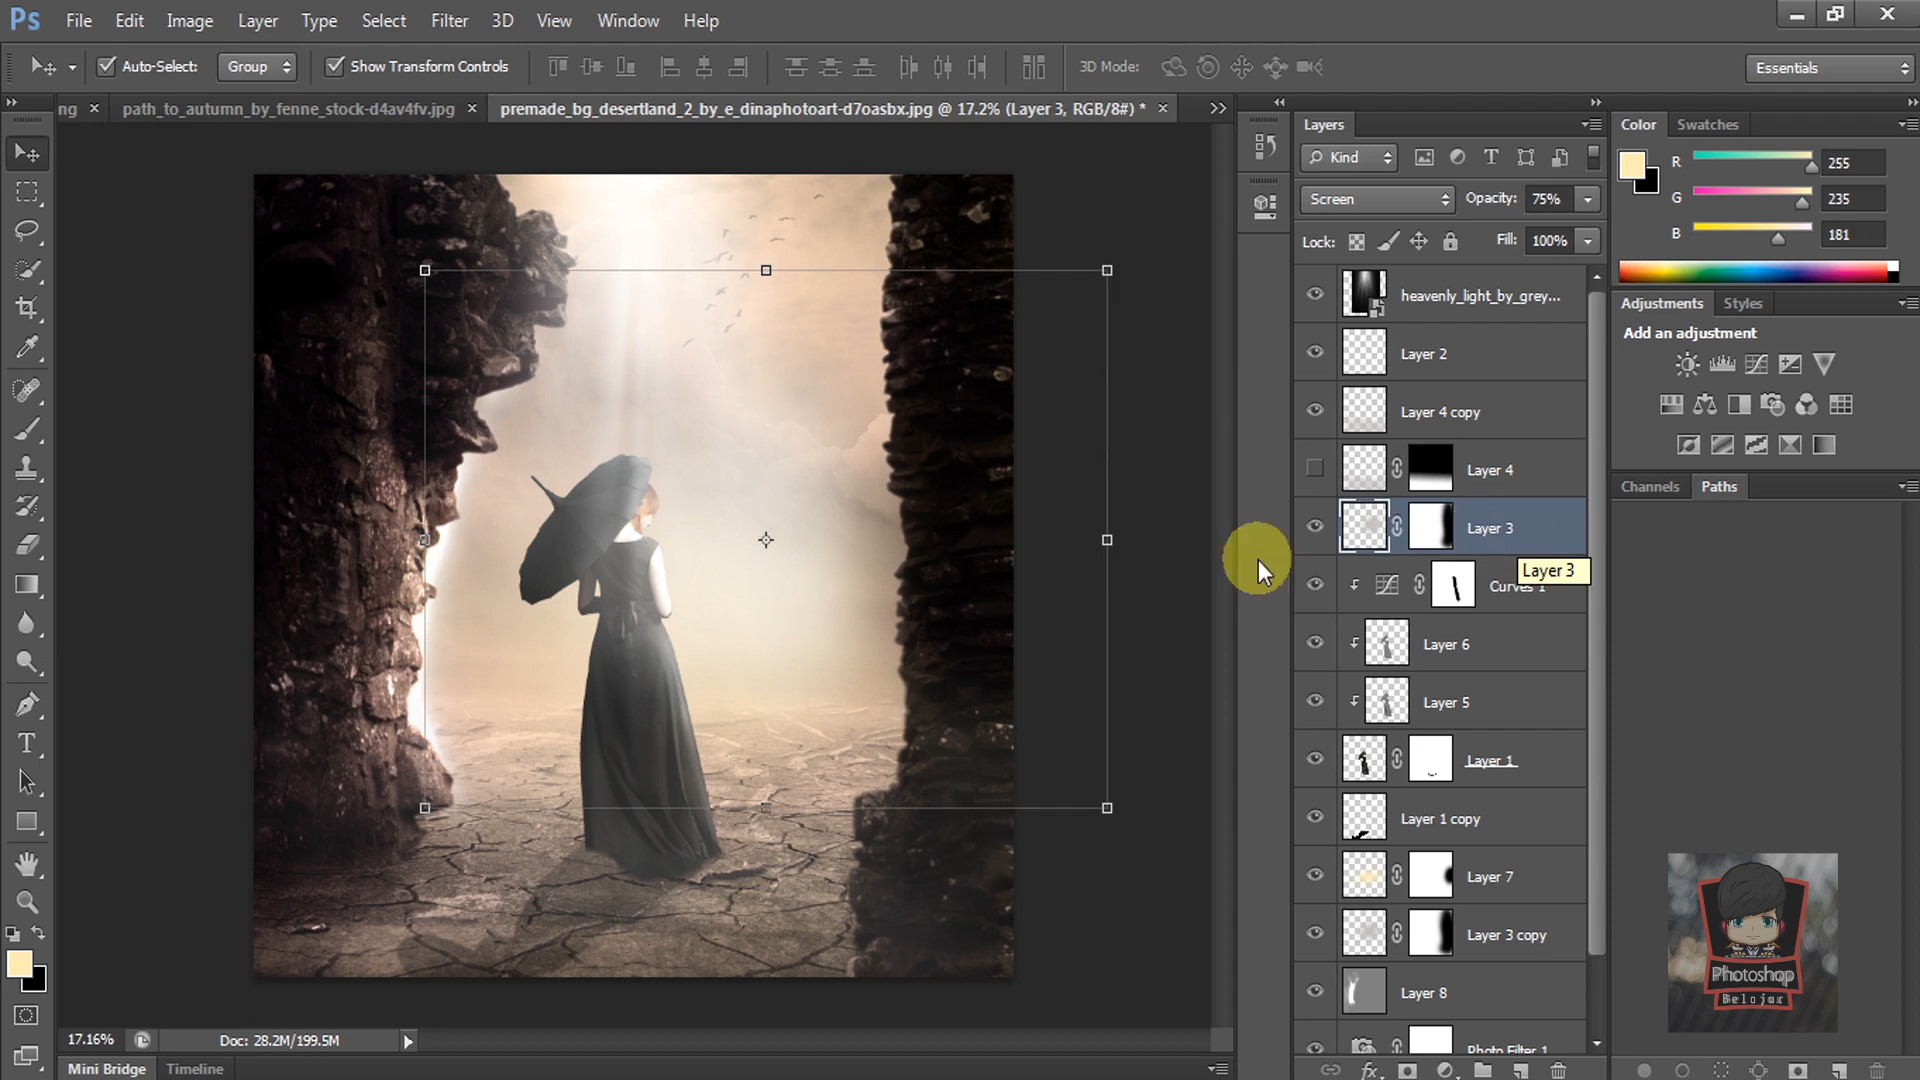 Ps File Edit Image Layer Type Select Filter 3D View Window Help
Auto-Select: Group Show Transform Controls 3D Mode: Essentials
ng × path_to_autumn_by_fenne_stock-d4av4fv.jpg × premade_bg_desertland_2_by_e_dinaphotoart-d7oasbx.jpg @ 17.2% (Layer 3, RGB/8#) * ×
Layers
Kind
Screen Opacity: 75%
Lock: Fill: 100%
heavenly_light_by_grey...
Layer 2
Layer 4 copy
Layer 4
Layer 3
Layer 3
Curves 1
Layer 6
Layer 5
Layer 1
Layer 1 copy
Layer 7
Layer 3 copy
Layer 8
Photo Filter 1
fx
Color Swatches
R 255
G 235
B 181
Adjustments Styles
Add an adjustment
Channels Paths
Photoshop
Belajar
17.16% Doc: 28.2M/199.5M
Mini Bridge Timeline